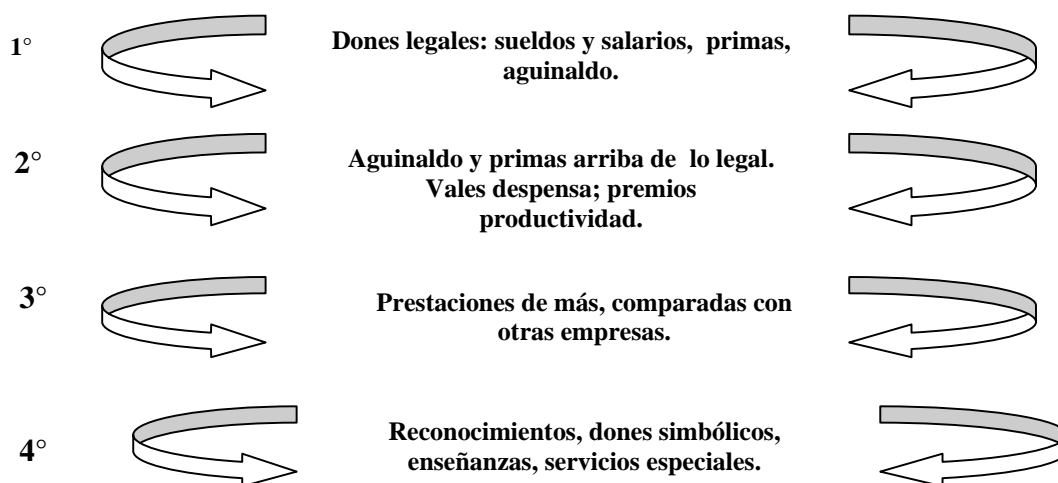 1°
Dones legales: sueldos y salarios, primas,
aguinaldo.
2°
Aguinaldo y primas arriba de lo legal.
Vales despensa; premios
productividad.
3°
Prestaciones de más, comparadas con
otras empresas.
4°
Reconocimientos, dones simbólicos,
enseñanzas, servicios especiales.